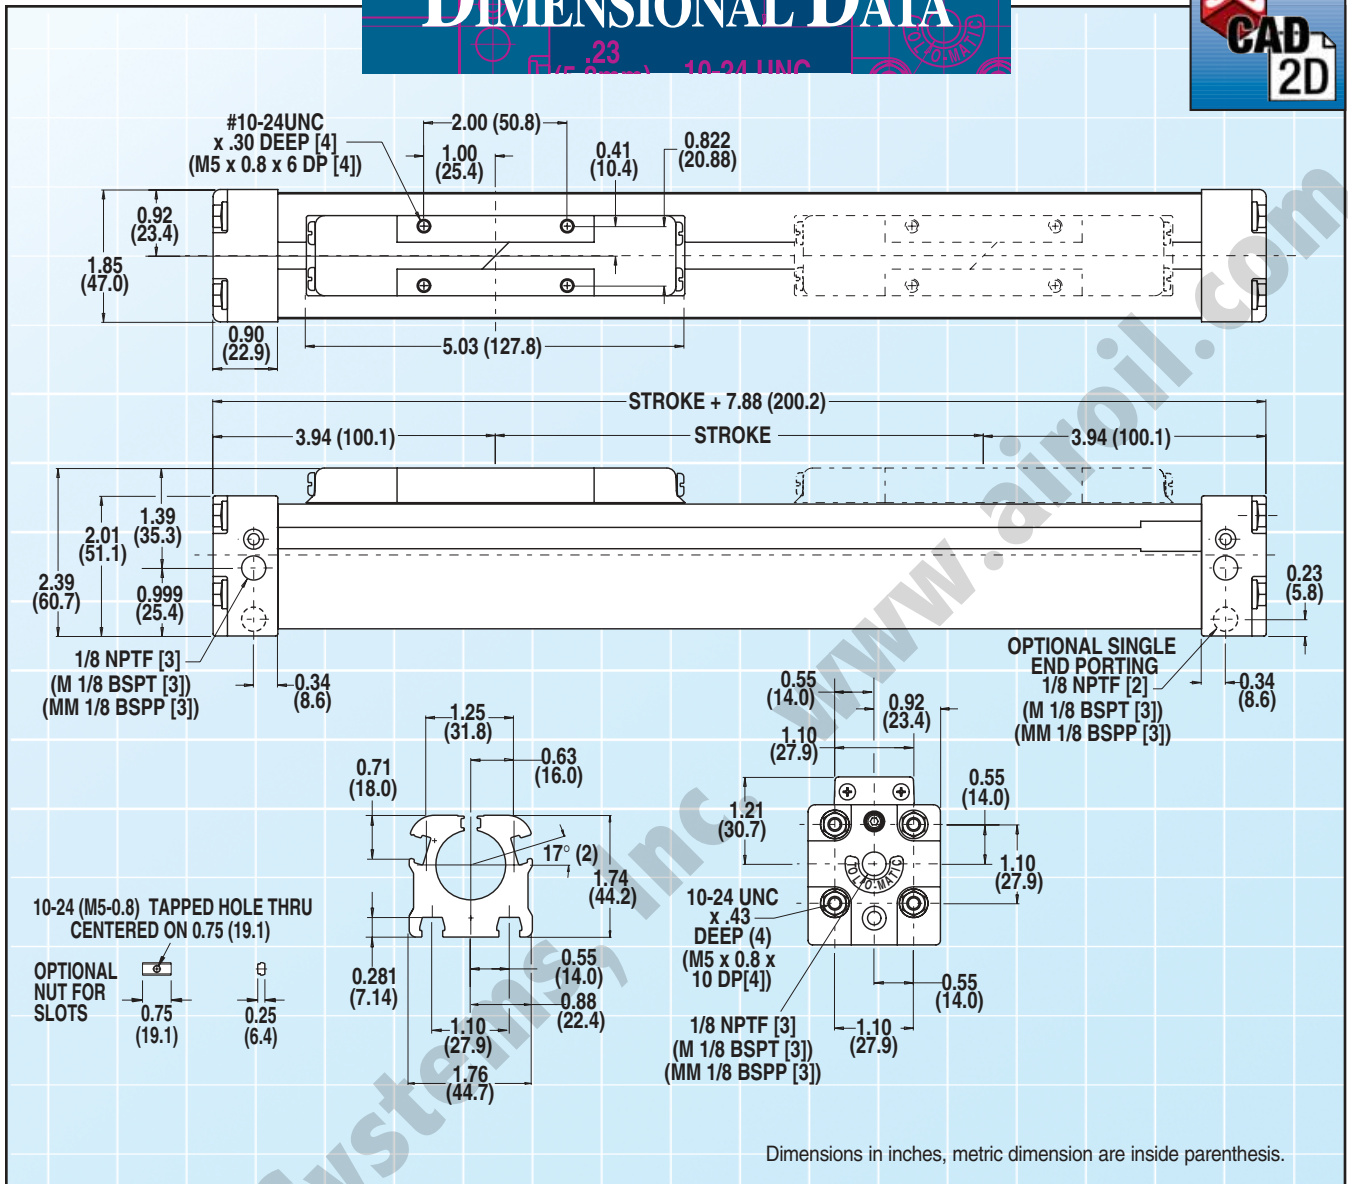 DIMENSIONAL DATA
.23
10-24 UNC
CAD
2D
#10-24UNC
x .30 DEEP [4]
(M5 x 0.8 x 6 DP [4])
2.00 (50.8)
1.00
(25.4)
0.41
(10.4)
0.822
(20.88)
0.92
(23.4)
1.85
(47.0)
0.90
(22.9)
5.03 (127.8)
STROKE + 7.88 (200.2)
3.94 (100.1)
STROKE
3.94 (100.1)
1.39
(35.3)
2.01
(51.1)
2.39
(60.7)
0.999
(25.4)
0.23
(5.8)
1/8 NPTF [3]
(M 1/8 BSPT [3])
(MM 1/8 BSPP [3])
0.34
(8.6)
OPTIONAL SINGLE
END PORTING
1/8 NPTF [2]
(M 1/8 BSPT [3])
(MM 1/8 BSPP [3])
0.34
(8.6)
1.25
(31.8)
0.63
(16.0)
0.71
(18.0)
17° (2)
1.74
(44.2)
0.281
(7.14)
0.55
(14.0)
0.88
(22.4)
1.10
(27.9)
1.76
(44.7)
10-24 (M5-0.8) TAPPED HOLE THRU
CENTERED ON 0.75 (19.1)
OPTIONAL
NUT FOR
SLOTS
0.75
(19.1)
0.25
(6.4)
0.55
(14.0)
0.92
(23.4)
1.10
(27.9)
1.21
(30.7)
0.55
(14.0)
1.10
(27.9)
TOL-O-MATIC
10-24 UNC
x .43
DEEP (4)
(M5 x 0.8 x
10 DP[4])
0.55
(14.0)
1.10
(27.9)
1/8 NPTF [3]
(M 1/8 BSPT [3])
(MM 1/8 BSPP [3])
Systems, Inc. www.airoil.com
Dimensions in inches, metric dimension are inside parenthesis.